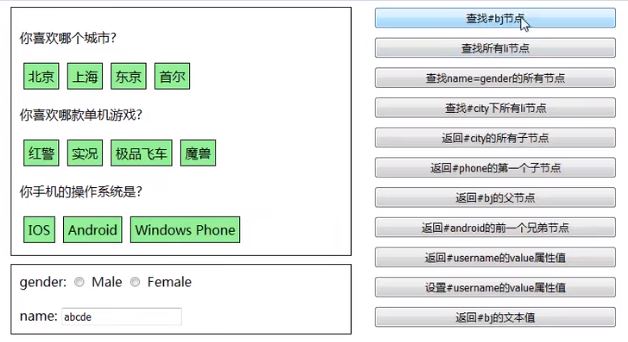 你喜欢哪个城市?
北京 上海 东京 首尔
你喜欢哪款单机游戏?
红警 实况 极品飞车 魔兽
你手机的操作系统是?
IOS Android Windows Phone
gender: Male Female
name: abcde
查找#bj节点
查找所有li节点
查找name=gender的所有节点
查找#city下所有li节点
返回#city的所有子节点
返回#phone的第一个子节点
返回#bj的父节点
返回#android的前一个兄弟节点
返回#username的value属性值
设置#username的value属性值
返回#bj的文本值